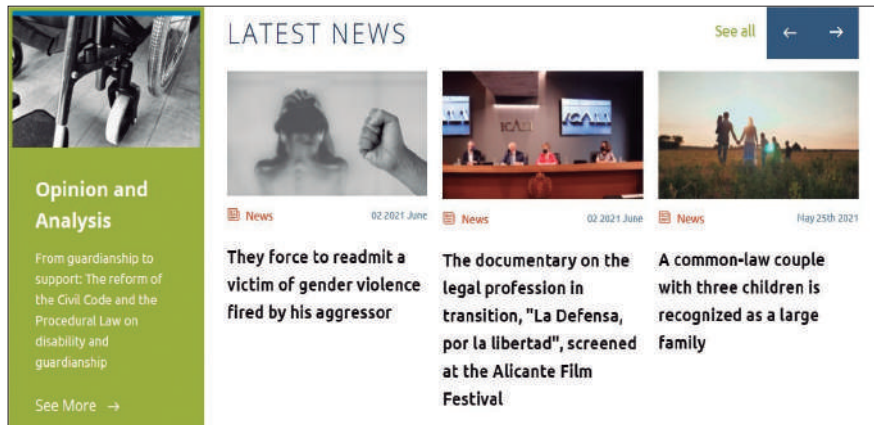 Opinion and
Analysis
From guardianship to
support: The reform of
the Civil Code and the
Procedural Law on
disability and
guardianship
See More →
LATEST NEWS
See all ← →
News 02 2021 June
They force to readmit a
victim of gender violence
fired by his aggressor
ICALI
News 02 2021 June
The documentary on the
legal profession in
transition, "La Defensa,
por la libertad", screened
at the Alicante Film
Festival
News May 25th 2021
A common-law couple
with three children is
recognized as a large
family